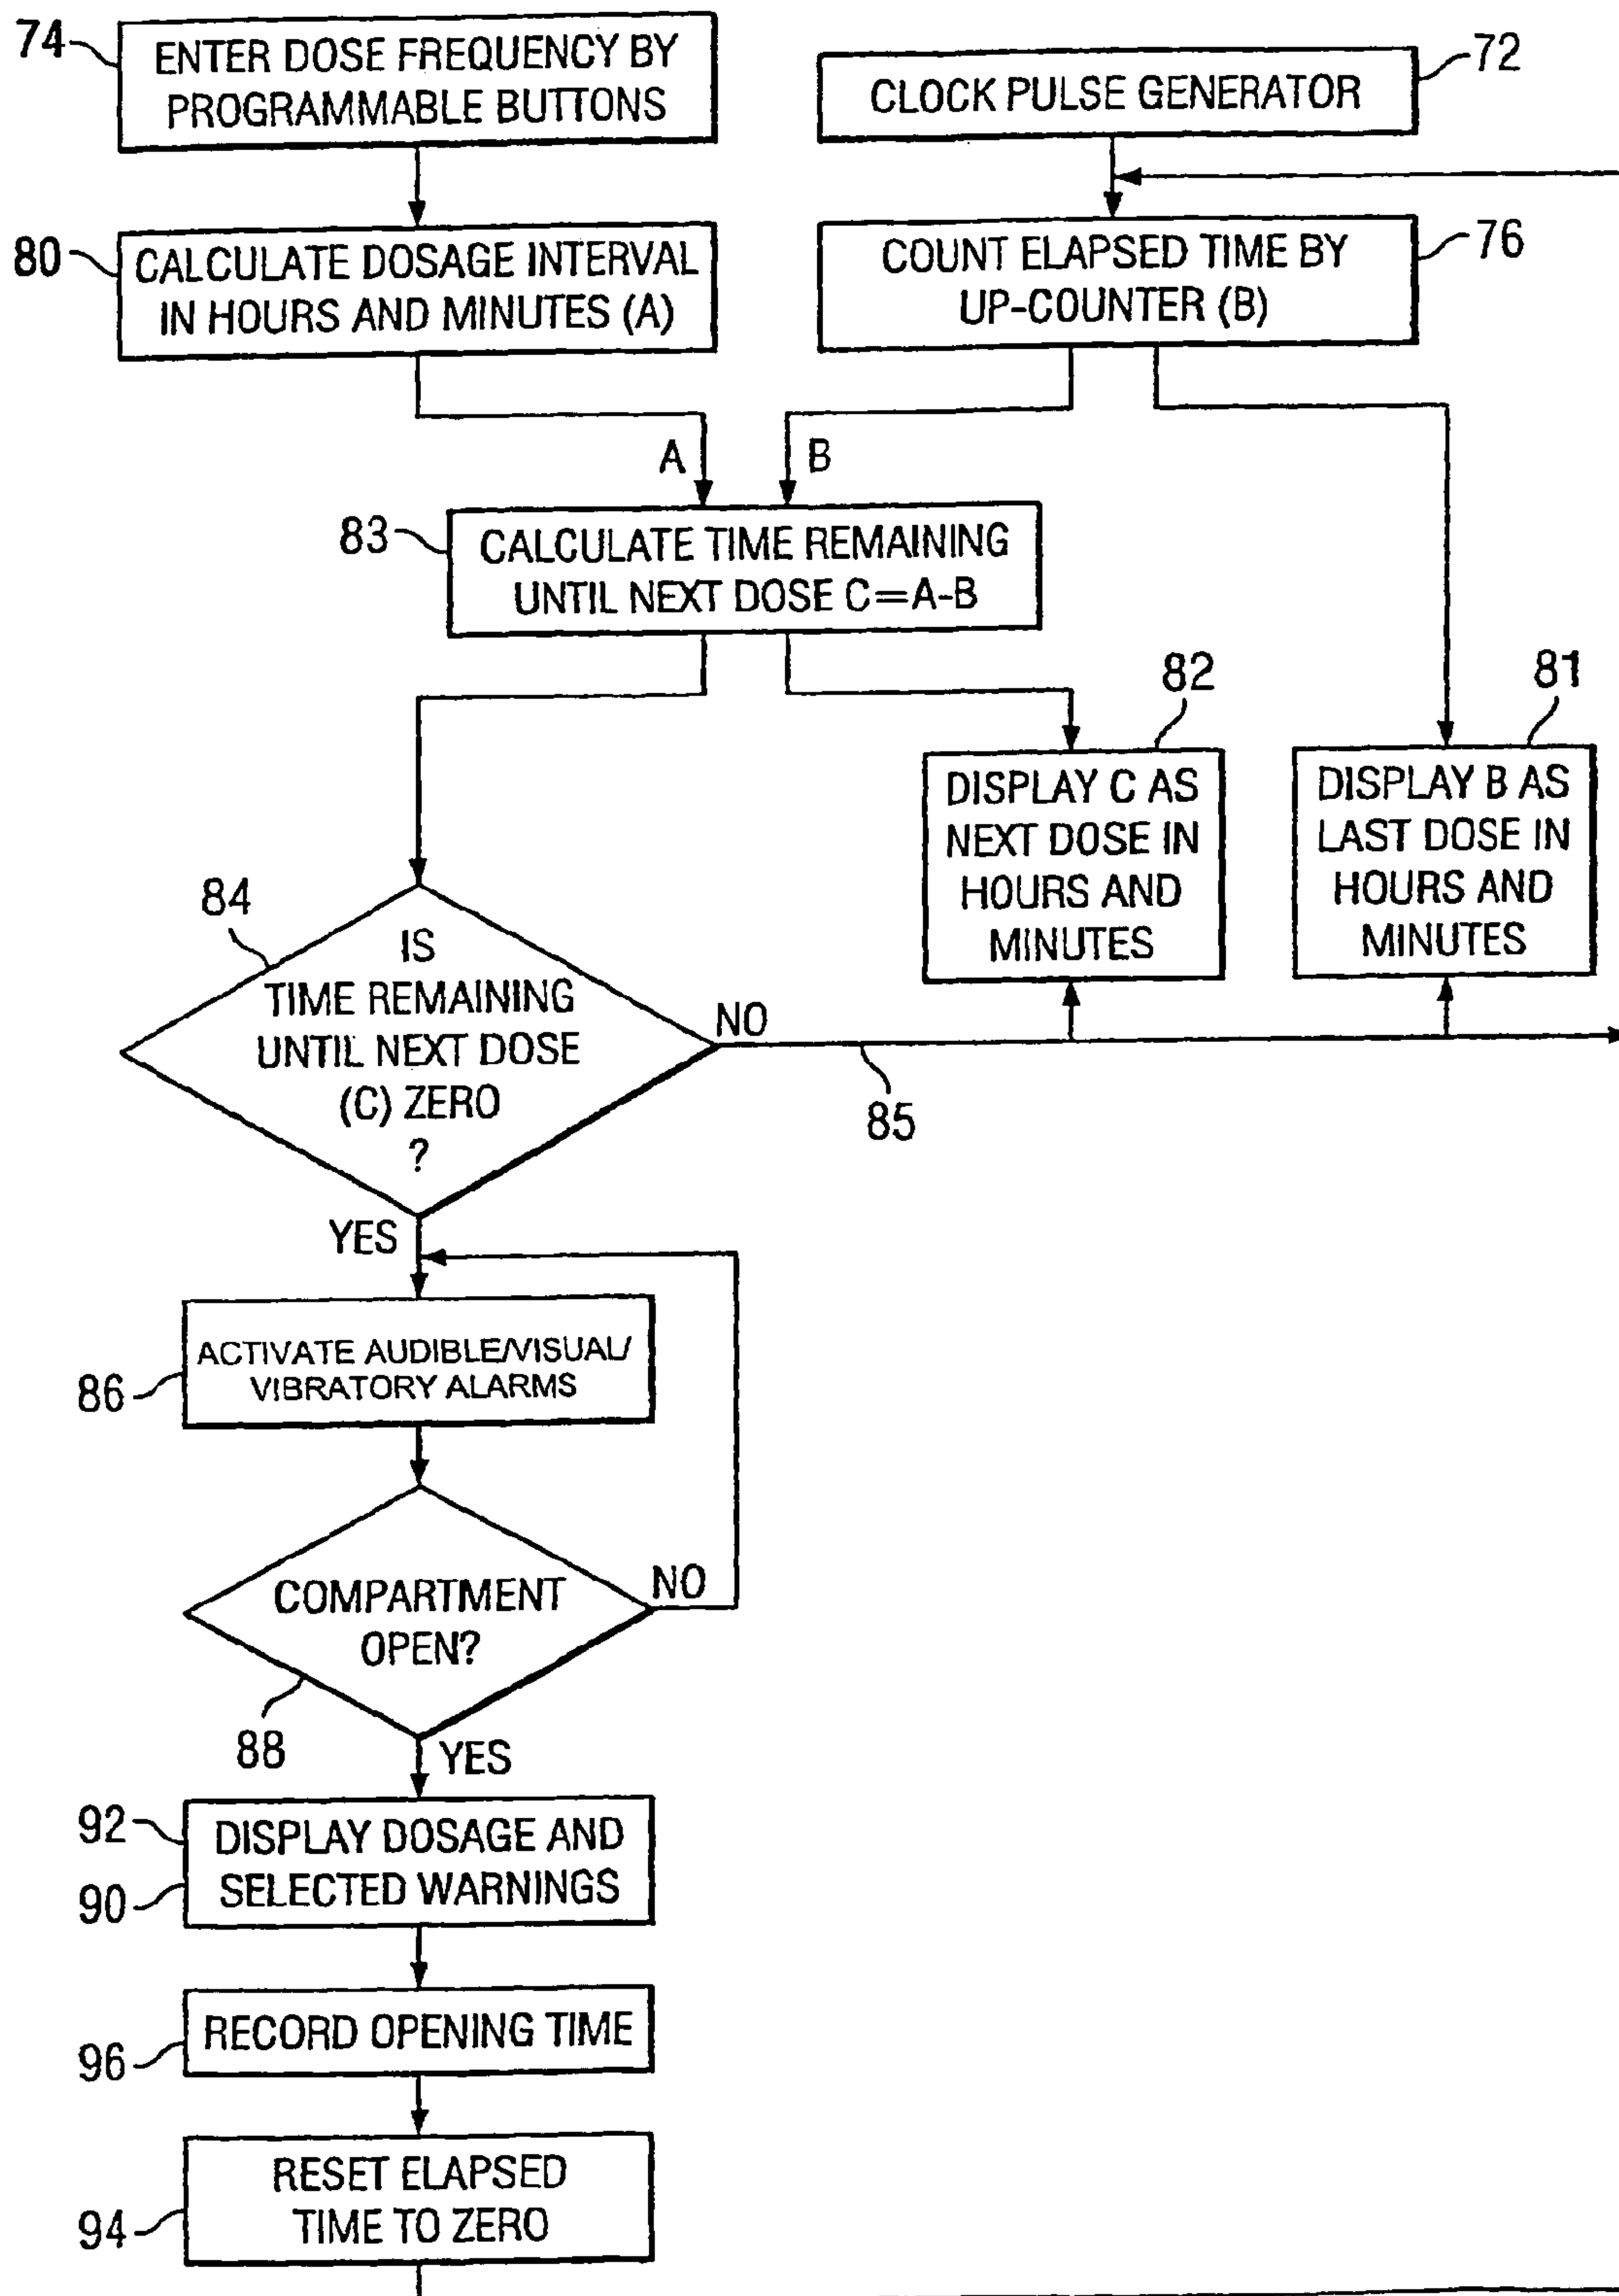 74
ENTER DOSE FREQUENCY BY
PROGRAMMABLE BUTTONS
CLOCK PULSE GENERATOR
72
80
CALCULATE DOSAGE INTERVAL
IN HOURS AND MINUTES (A)
COUNT ELAPSED TIME BY
UP-COUNTER (B)
76
A
B
83
CALCULATE TIME REMAINING
UNTIL NEXT DOSE C=A-B
82
81
DISPLAY C AS
NEXT DOSE IN
HOURS AND
MINUTES
DISPLAY B AS
LAST DOSE IN
HOURS AND
MINUTES
84
IS
TIME REMAINING
UNTIL NEXT DOSE
(C) ZERO
?
NO
85
YES
86
ACTIVATE AUDIBLE/VISUAL/
VIBRATORY ALARMS
COMPARTMENT
OPEN?
NO
88
YES
92
90
DISPLAY DOSAGE AND
SELECTED WARNINGS
96
RECORD OPENING TIME
94
RESET ELAPSED
TIME TO ZERO